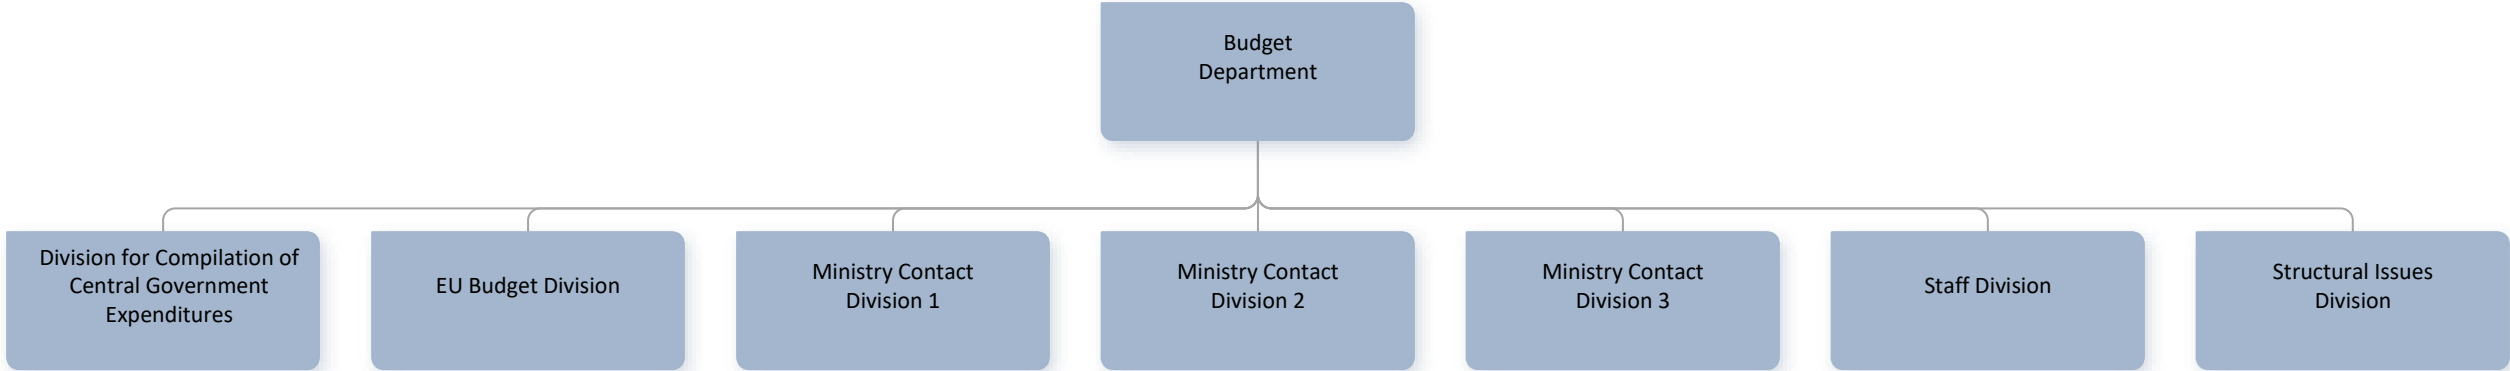 Budget
Department
Division for Compilation of
Central Government
Expenditures
EU Budget Division
Ministry Contact
Division 1
Ministry Contact
Division 2
Ministry Contact
Division 3
Staff Division
Structural Issues
Division